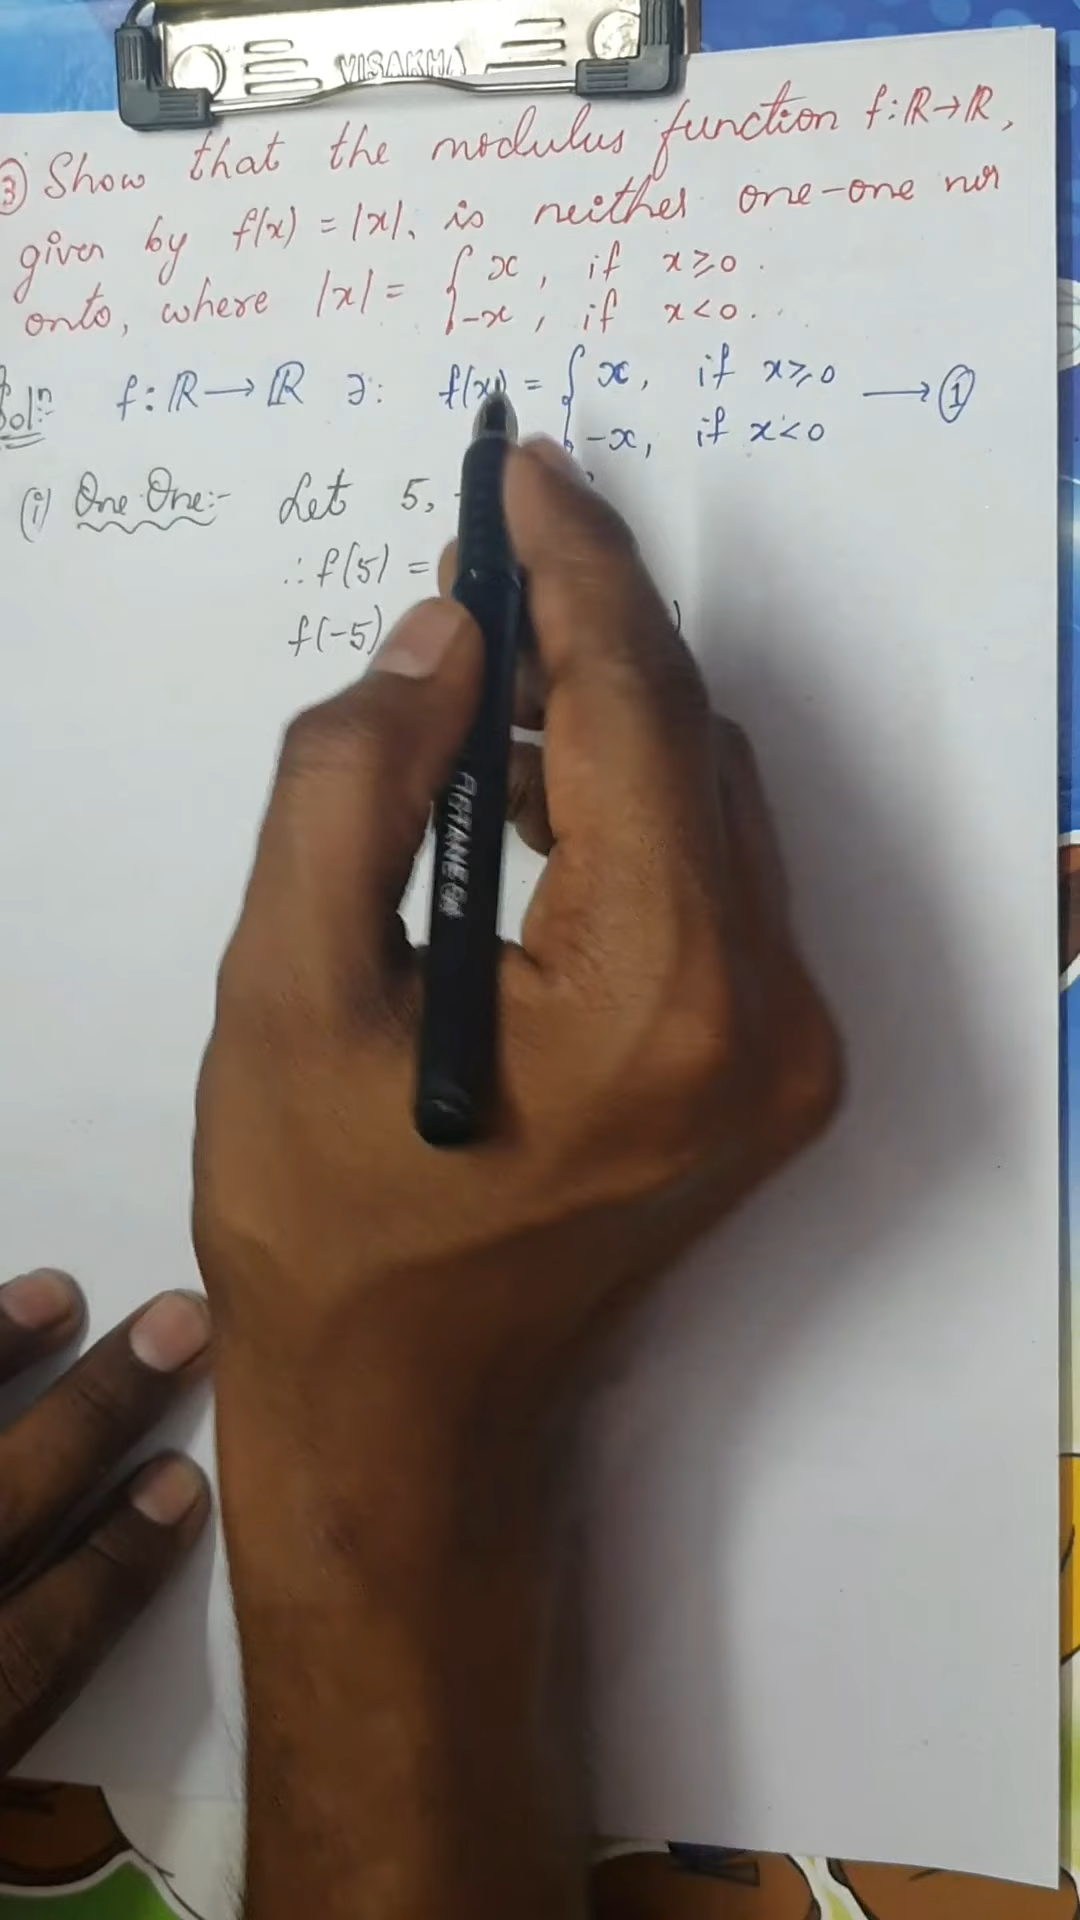 VISAKHA
③ Show that the modulus function f:ℝ→ℝ,
given by f(x) = |x|, is neither one-one nor
onto, where |x| = { x, if x⩾0.
-x, if x<0.
Solⁿ:- f:ℝ→ℝ ∃: f(x) = { x, if x⩾0 → ①
-x, if x<0
(i) One One:- Let 5,
∴ f(5) =
f(-5)